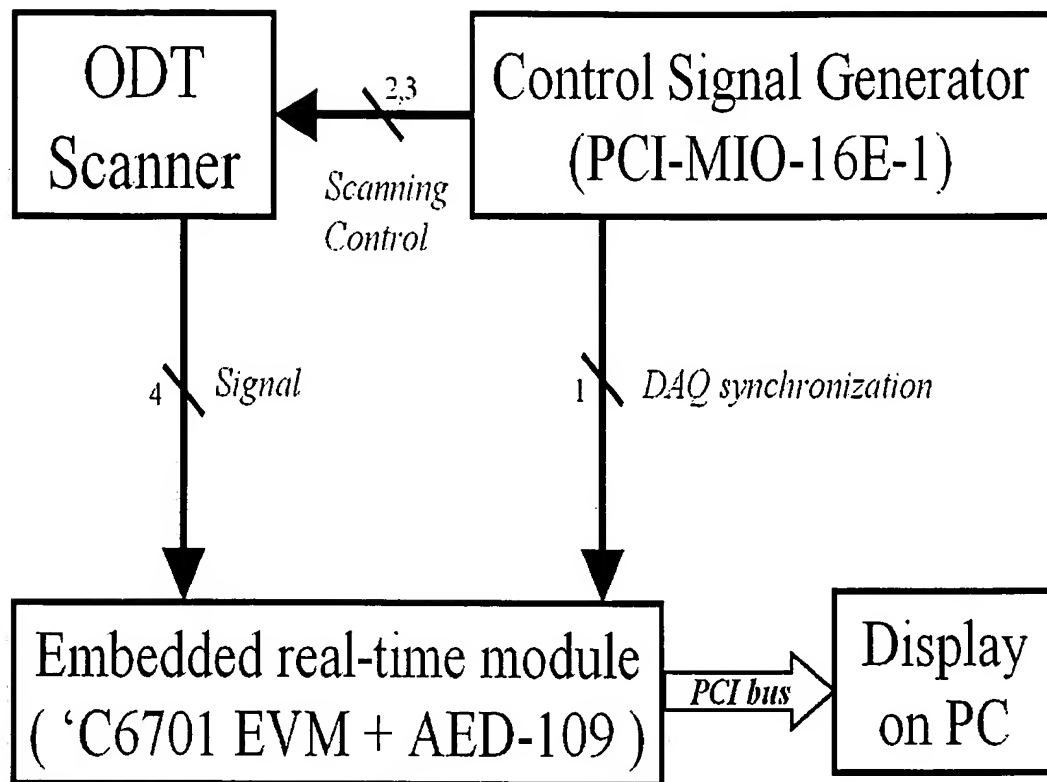 ODT
Scanner
2,3
Scanning
Control
Control Signal Generator
(PCI-MIO-16E-1)
4
Signal
1
DAQ synchronization
Embedded real-time module
( ‘C6701 EVM + AED-109 )
PCI bus
Display
on PC